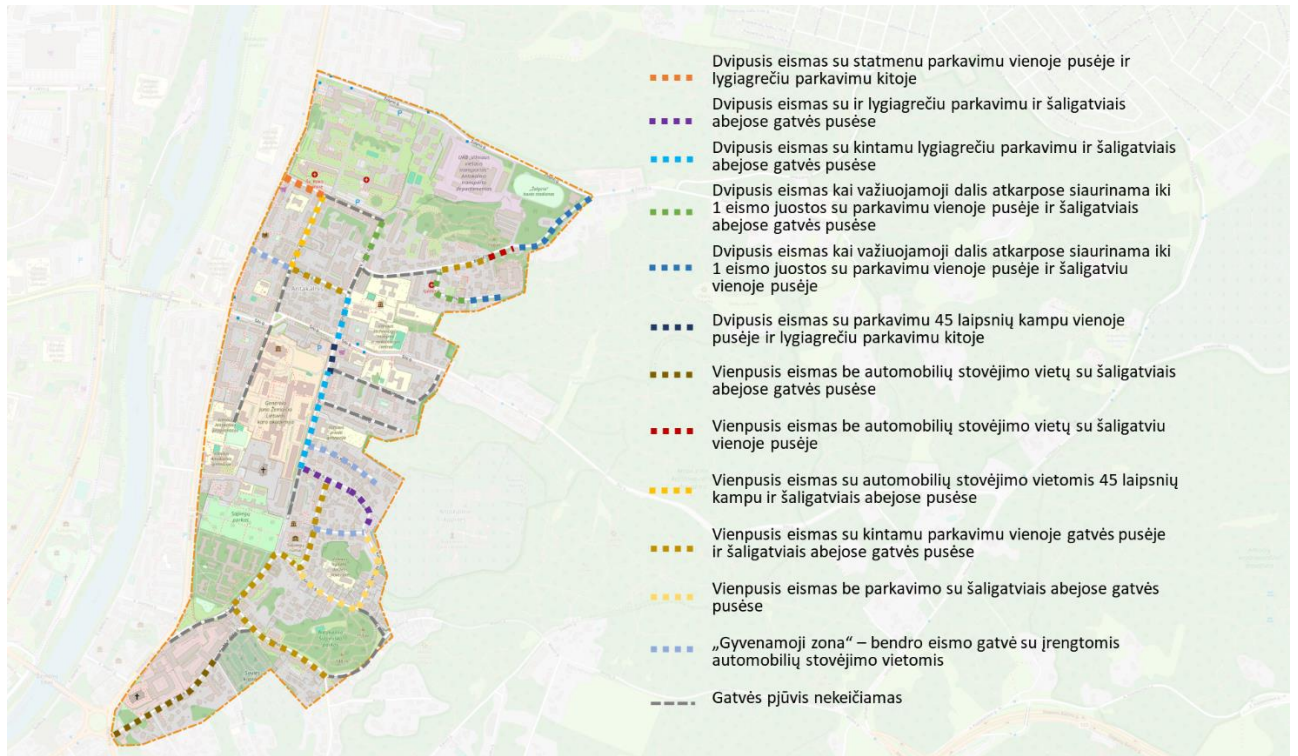 Dvipusis eismas su statmenu parkavimu vienoje pusėje ir
lygiagrečiu parkavimu kitoje
Dvipusis eismas su ir lygiagrečiu parkavimu ir šaligatviais
abejose gatvės pusėse
Dvipusis eismas su kintamu lygiagrečiu parkavimu ir šaligatviais
abejose gatvės pusėse
Dvipusis eismas kai važiuojamoji dalis atkarpose siaurinama iki
1 eismo juostos su parkavimu vienoje pusėje ir šaligatviais
abejose gatvės pusėse
Dvipusis eismas kai važiuojamoji dalis atkarpose siaurinama iki
1 eismo juostos su parkavimu vienoje pusėje ir šaligatviu
vienoje pusėje
Dvipusis eismas su parkavimu 45 laipsnių kampu vienoje
pusėje ir lygiagrečiu parkavimu kitoje
Vienpusis eismas be automobilių stovėjimo vietų su šaligatviais
abejose gatvės pusėse
Vienpusis eismas be automobilių stovėjimo vietų su šaligatviu
vienoje pusėje
Vienpusis eismas su automobilių stovėjimo vietomis 45 laipsnių
kampu ir šaligatviais abejose pusėse
Vienpusis eismas su kintamu parkavimu vienoje gatvės pusėje
ir šaligatviais abejose gatvės pusėse
Vienpusis eismas be parkavimo su šaligatviais abejose gatvės
pusėse
„Gyvenamoji zona“ – bendro eismo gatvė su įrengtomis
automobilių stovėjimo vietomis
Gatvės pjūvis nekeičiamas